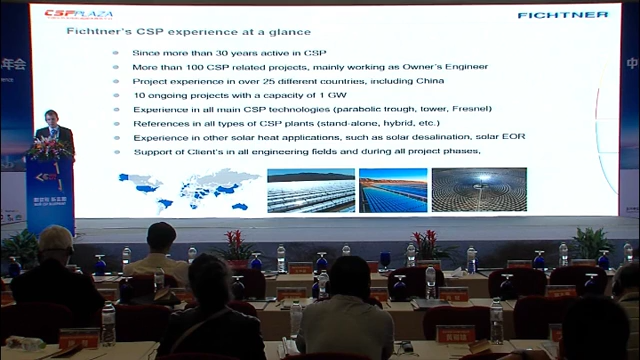 CSPPLAZA
FICHTNER
Fichtner's CSP experience at a glance
Since more than 30 years active in CSP
More than 100 CSP related projects, mainly working as Owner's Engineer
Project experience in over 25 different countries, including China
10 ongoing projects with a capacity of 1 GW
Experience in all main CSP technologies (parabolic trough, tower, Fresnel)
References in all types of CSP plants (stand-alone, hybrid, etc.)
Experience in other solar heat applications, such as solar desalination, solar EOR
Support of Client's in all engineering fields and during all project phases,
年会
中